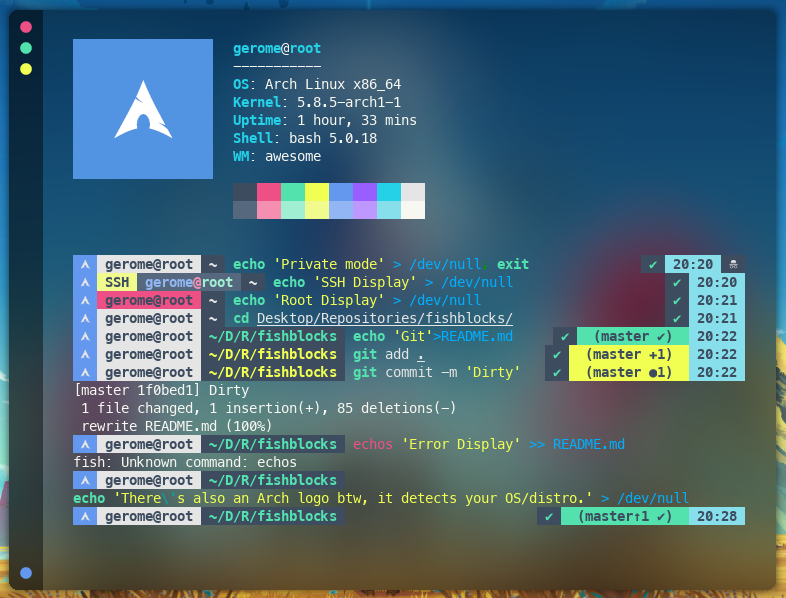 gerome@root
-----------
OS: Arch Linux x86_64
Kernel: 5.8.5-arch1-1
Uptime: 1 hour, 33 mins
Shell: bash 5.0.18
WM: awesome
gerome@root ~ echo 'Private mode' > /dev/null exit ✔ 20:20
SSH gerome@root ~ echo 'SSH Display' > /dev/null ✔ 20:20
gerome@root ~ echo 'Root Display' > /dev/null ✔ 20:21
gerome@root ~ cd Desktop/Repositories/fishblocks/ ✔ 20:21
gerome@root ~/D/R/fishblocks echo 'Git'>README.md ✔ (master ✔) 20:22
gerome@root ~/D/R/fishblocks git add . ✔ (master +1) 20:22
gerome@root ~/D/R/fishblocks git commit -m 'Dirty' ✔ (master ●1) 20:22
[master 1f0bed1] Dirty
1 file changed, 1 insertion(+), 85 deletions(-)
rewrite README.md (100%)
gerome@root ~/D/R/fishblocks echos 'Error Display' >> README.md
fish: Unknown command: echos
gerome@root ~/D/R/fishblocks
echo 'There\'s also an Arch logo btw, it detects your OS/distro.' > /dev/null
gerome@root ~/D/R/fishblocks ✔ (master↑1 ✔) 20:28